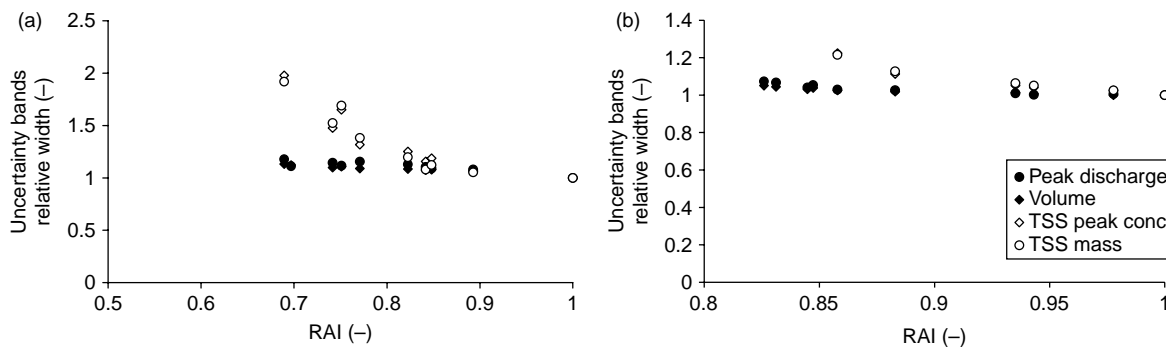 (a)
2.5
2
1.5
1
0.5
0
Uncertainty bands
relative width (–)
0.5 0.6 0.7 0.8 0.9 1
RAI (–)
(b)
1.4
1.2
1
0.8
0.6
0.4
0.2
0
Uncertainty bands
relative width (–)
0.8 0.85 0.9 0.95 1
RAI (–)
Peak discharge
Volume
TSS peak conc
TSS mass